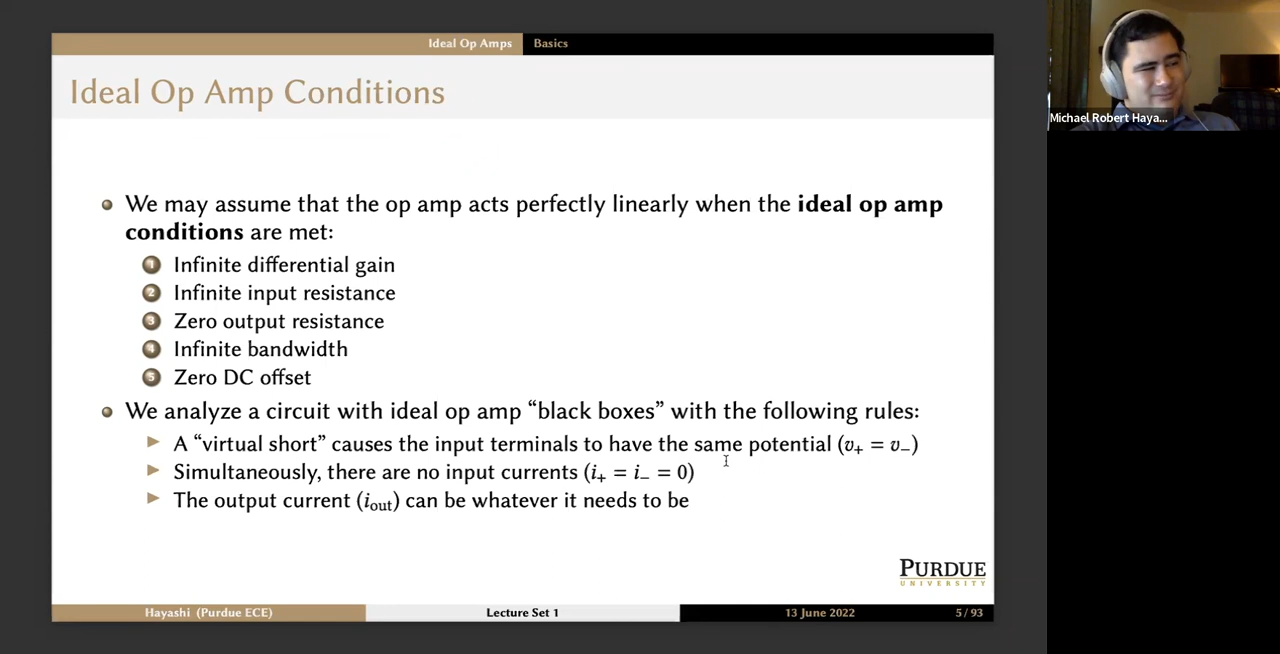 Ideal Op Amps Basics
Ideal Op Amp Conditions
We may assume that the op amp acts perfectly linearly when the ideal op amp
conditions are met:
1 Infinite differential gain
2 Infinite input resistance
3 Zero output resistance
4 Infinite bandwidth
5 Zero DC offset
We analyze a circuit with ideal op amp “black boxes” with the following rules:
A “virtual short” causes the input terminals to have the same potential (v₊ = v₋)
Simultaneously, there are no input currents (i₊ = i₋ = 0)
The output current (i_out) can be whatever it needs to be
PURDUE
UNIVERSITY
Hayashi (Purdue ECE) Lecture Set 1 13 June 2022 5 / 93
Michael Robert Haya...